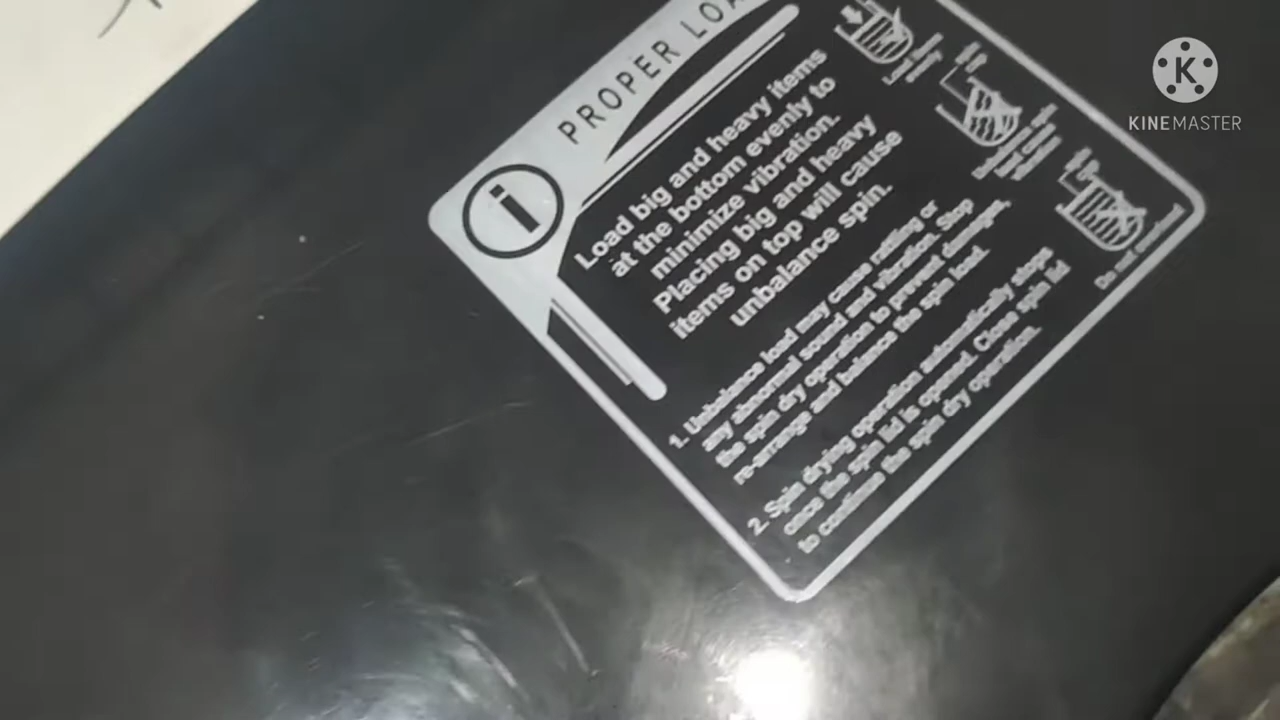 PROPER LOA
i
Load big and heavy items
at the bottom evenly to
minimize vibration.
Placing big and heavy
items on top will cause
unbalance spin.
1. Unbalance load may cause rattling or
any abnormal sound and vibration. Stop
the spin dry operation to prevent damages,
re-arrange and balance the spin load.
2. Spin drying operation automatically stops
once the spin lid is opened. Close spin lid
to continue the spin dry operation.
Do not
K
KINEMASTER